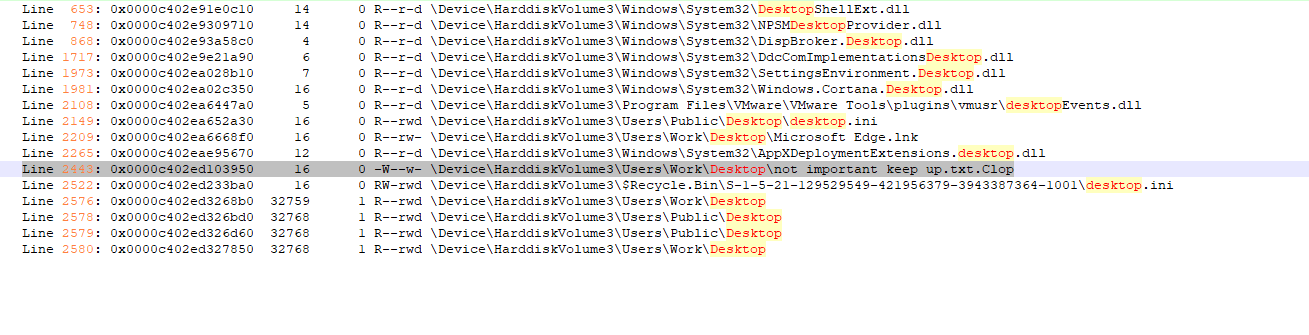 Line 653: 0x0000c402e91e0c10 14 0 R--r-d \Device\HarddiskVolume3\Windows\System32\DesktopShellExt.dll
Line 748: 0x0000c402e9309710 14 0 R--r-d \Device\HarddiskVolume3\Windows\System32\NPSMDesktopProvider.dll
Line 868: 0x0000c402e93a58c0 4 0 R--r-d \Device\HarddiskVolume3\Windows\System32\DispBroker.Desktop.dll
Line 1717: 0x0000c402e9e21a90 6 0 R--r-d \Device\HarddiskVolume3\Windows\System32\DdcComImplementationsDesktop.dll
Line 1973: 0x0000c402ea028b10 7 0 R--r-d \Device\HarddiskVolume3\Windows\System32\SettingsEnvironment.Desktop.dll
Line 1981: 0x0000c402ea02c350 16 0 R--r-d \Device\HarddiskVolume3\Windows\System32\Windows.Cortana.Desktop.dll
Line 2108: 0x0000c402ea6447a0 5 0 R--r-d \Device\HarddiskVolume3\Program Files\VMware\VMware Tools\plugins\vmusr\desktopEvents.dll
Line 2149: 0x0000c402ea652a30 16 0 R--rwd \Device\HarddiskVolume3\Users\Public\Desktop\desktop.ini
Line 2209: 0x0000c402ea6668f0 16 0 R--rw- \Device\HarddiskVolume3\Users\Work\Desktop\Microsoft Edge.lnk
Line 2265: 0x0000c402eae95670 12 0 R--r-d \Device\HarddiskVolume3\Windows\System32\AppXDeploymentExtensions.desktop.dll
Line 2443: 0x0000c402ed103950 16 0 -W--w- \Device\HarddiskVolume3\Users\Work\Desktop\not important keep up.txt.Clop
Line 2522: 0x0000c402ed233ba0 16 0 RW-rwd \Device\HarddiskVolume3\$Recycle.Bin\S-1-5-21-129529549-421956379-3943387364-1001\desktop.ini
Line 2576: 0x0000c402ed3268b0 32759 1 R--rwd \Device\HarddiskVolume3\Users\Work\Desktop
Line 2578: 0x0000c402ed326bd0 32768 1 R--rwd \Device\HarddiskVolume3\Users\Public\Desktop
Line 2579: 0x0000c402ed326d60 32768 1 R--rwd \Device\HarddiskVolume3\Users\Public\Desktop
Line 2580: 0x0000c402ed327850 32768 1 R--rwd \Device\HarddiskVolume3\Users\Work\Desktop